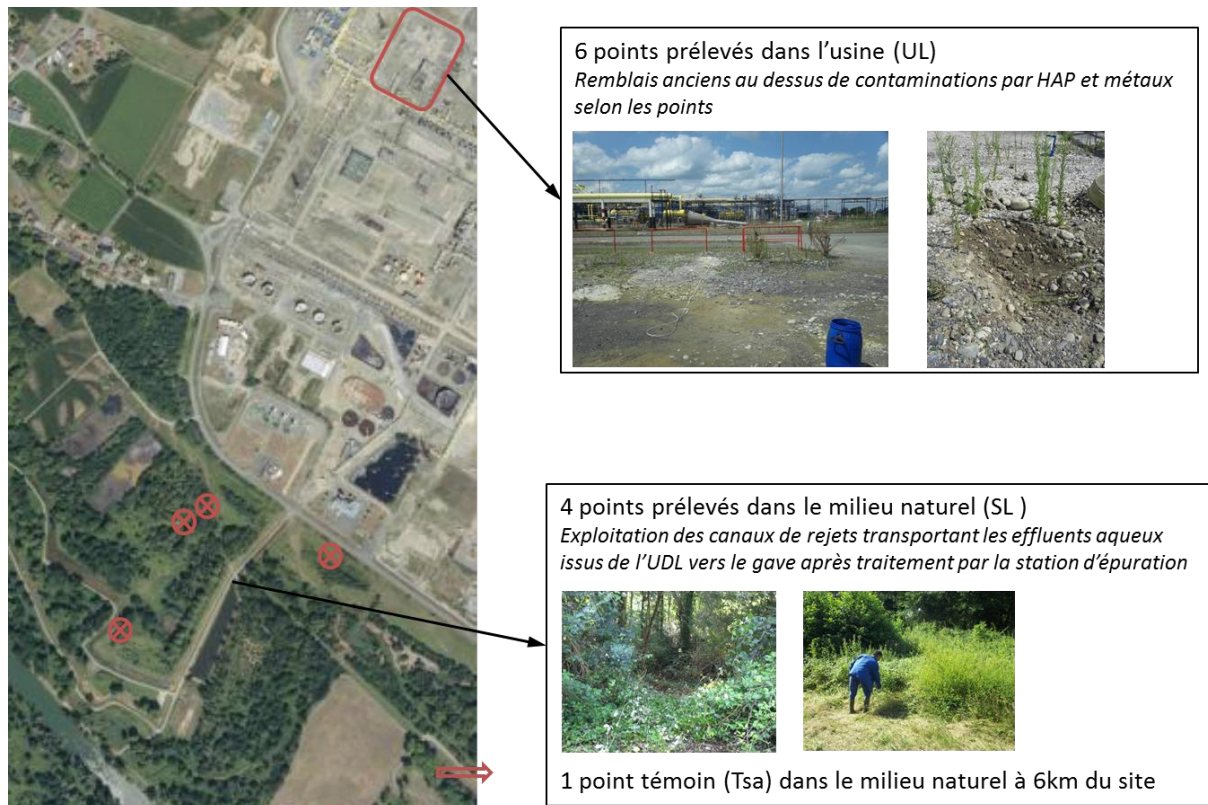 6 points prélevés dans l’usine (UL)
Remblais anciens au dessus de contaminations par HAP et métaux
selon les points
4 points prélevés dans le milieu naturel (SL )
Exploitation des canaux de rejets transportant les effluents aqueux
issus de l’UDL vers le gave après traitement par la station d’épuration
1 point témoin (Tsa) dans le milieu naturel à 6km du site